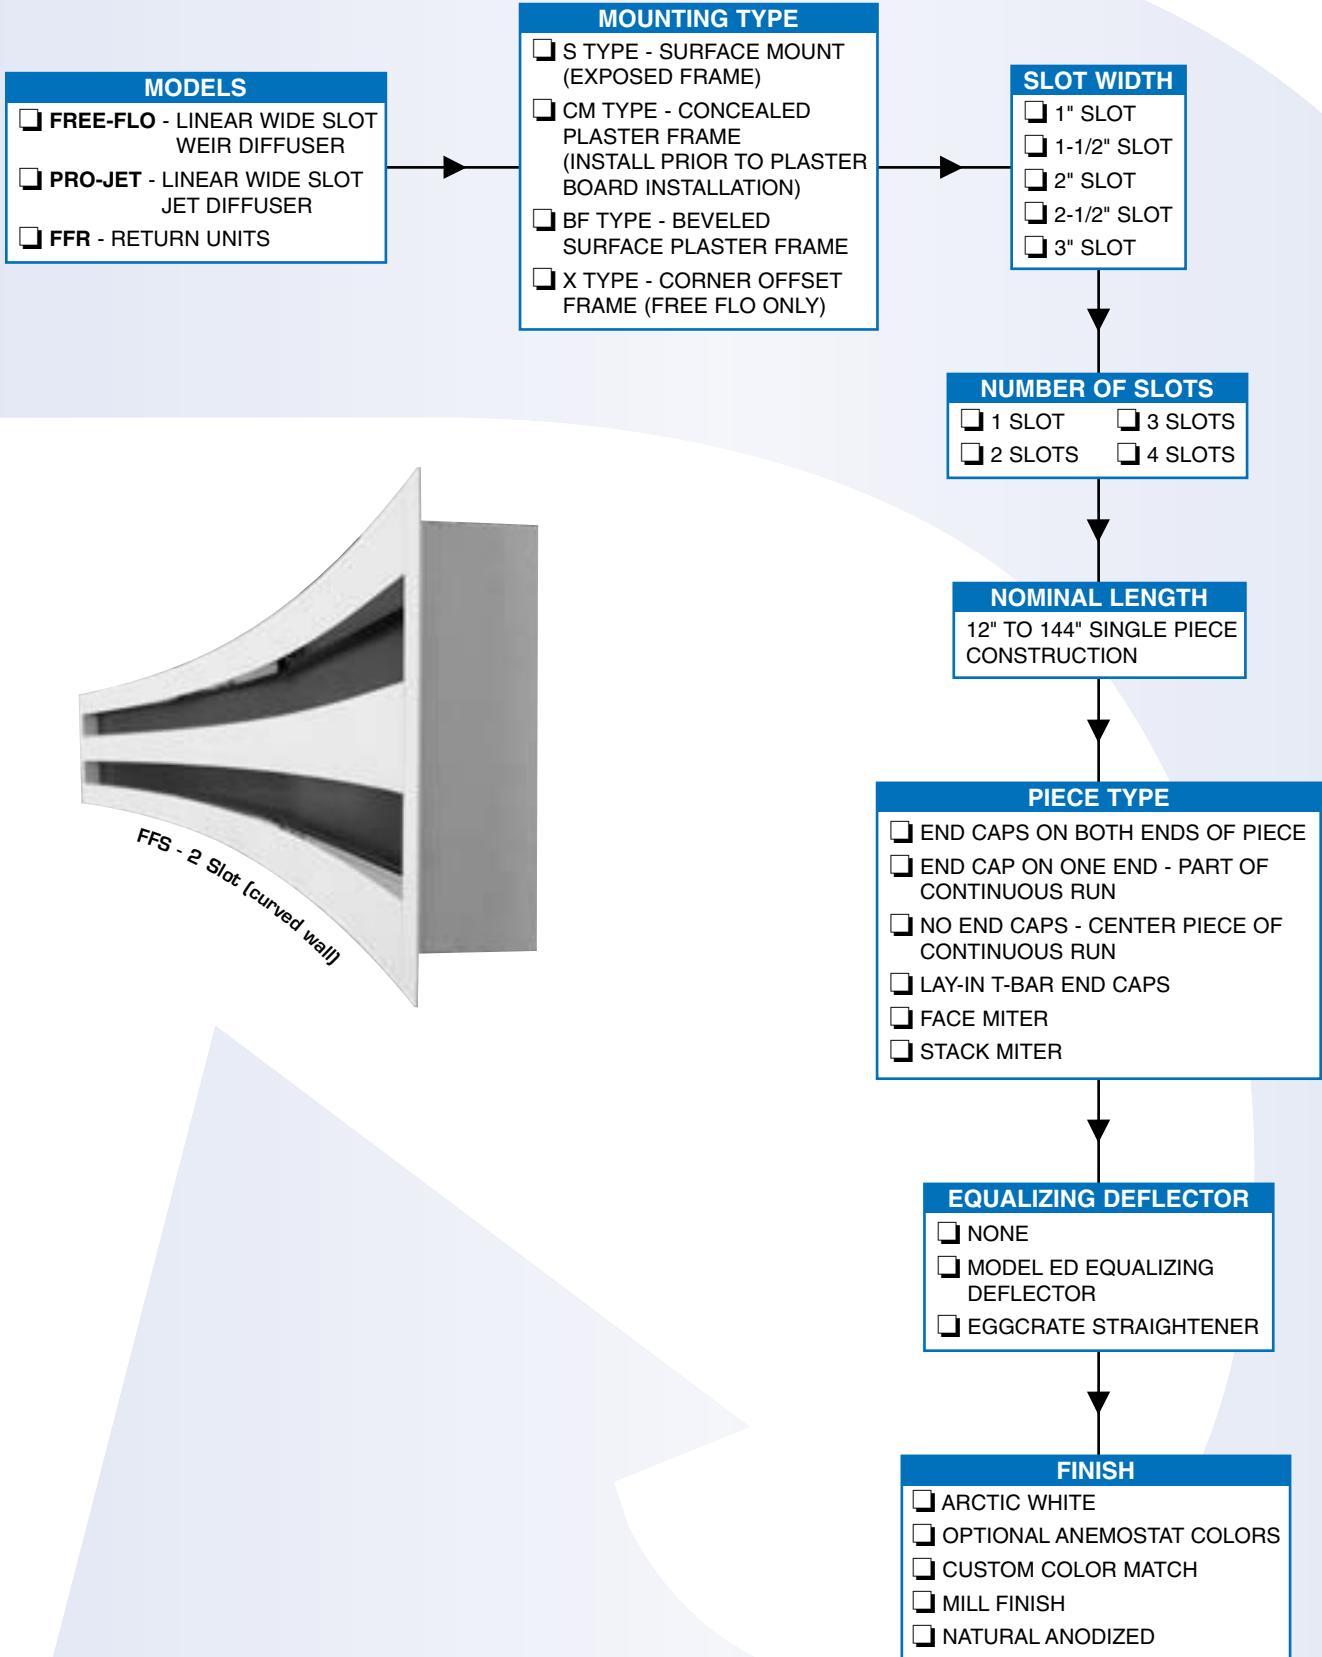 MODELS
FREE-FLO - LINEAR WIDE SLOT
WEIR DIFFUSER
PRO-JET - LINEAR WIDE SLOT
JET DIFFUSER
FFR - RETURN UNITS
MOUNTING TYPE
S TYPE - SURFACE MOUNT
(EXPOSED FRAME)
CM TYPE - CONCEALED
PLASTER FRAME
(INSTALL PRIOR TO PLASTER
BOARD INSTALLATION)
BF TYPE - BEVELED
SURFACE PLASTER FRAME
X TYPE - CORNER OFFSET
FRAME (FREE FLO ONLY)
SLOT WIDTH
1" SLOT
1-1/2" SLOT
2" SLOT
2-1/2" SLOT
3" SLOT
NUMBER OF SLOTS
1 SLOT 3 SLOTS
2 SLOTS 4 SLOTS
NOMINAL LENGTH
12" TO 144" SINGLE PIECE
CONSTRUCTION
FFS - 2 Slot (curved wall)
PIECE TYPE
END CAPS ON BOTH ENDS OF PIECE
END CAP ON ONE END - PART OF
CONTINUOUS RUN
NO END CAPS - CENTER PIECE OF
CONTINUOUS RUN
LAY-IN T-BAR END CAPS
FACE MITER
STACK MITER
EQUALIZING DEFLECTOR
NONE
MODEL ED EQUALIZING
DEFLECTOR
EGGCRATE STRAIGHTENER
FINISH
ARCTIC WHITE
OPTIONAL ANEMOSTAT COLORS
CUSTOM COLOR MATCH
MILL FINISH
NATURAL ANODIZED